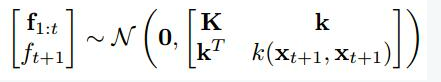 \begin{bmatrix} \mathbf{f}_{1:t} \\ f_{t+1} \end{bmatrix} \sim \mathcal{N} \left( \mathbf{0}, \begin{bmatrix} \mathbf{K} & \mathbf{k} \\ \mathbf{k}^T & k(\mathbf{x}_{t+1}, \mathbf{x}_{t+1}) \end{bmatrix} \right)